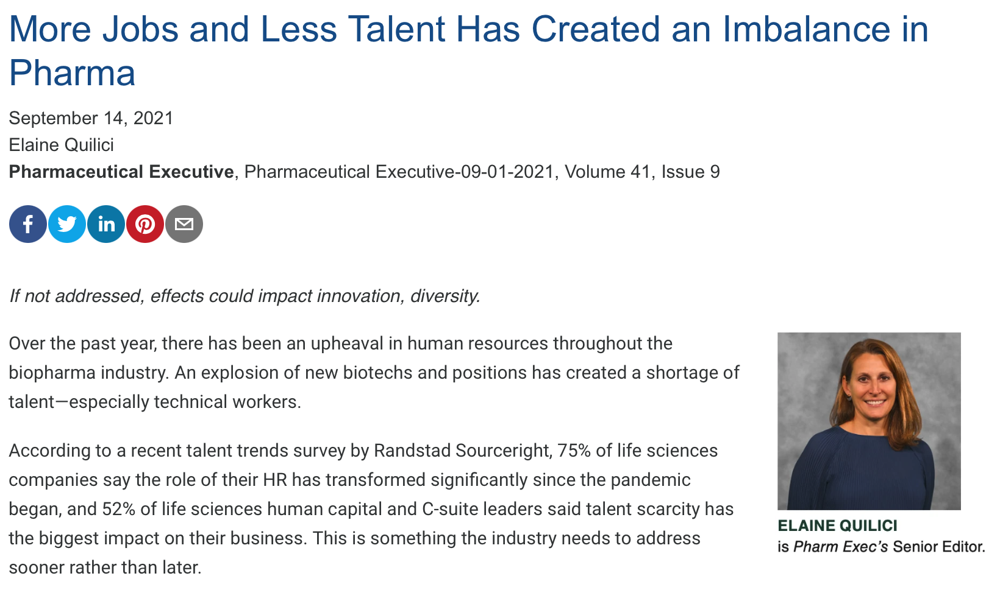 More Jobs and Less Talent Has Created an Imbalance in
Pharma
September 14, 2021
Elaine Quilici
Pharmaceutical Executive, Pharmaceutical Executive-09-01-2021, Volume 41, Issue 9
f in
If not addressed, effects could impact innovation, diversity.
Over the past year, there has been an upheaval in human resources throughout the
biopharma industry. An explosion of new biotechs and positions has created a shortage of
talent—especially technical workers.
According to a recent talent trends survey by Randstad Sourceright, 75% of life sciences
companies say the role of their HR has transformed significantly since the pandemic
began, and 52% of life sciences human capital and C-suite leaders said talent scarcity has
the biggest impact on their business. This is something the industry needs to address
sooner rather than later.
ELAINE QUILICI
is Pharm Exec’s Senior Editor.